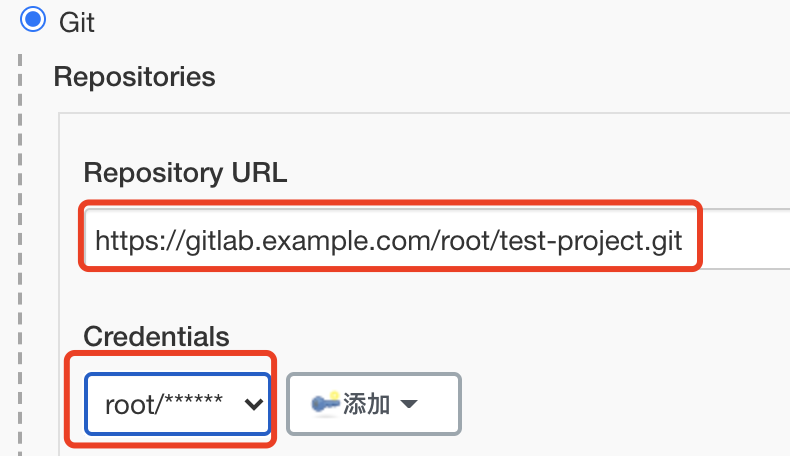 Git
Repositories
Repository URL
https://gitlab.example.com/root/test-project.git
Credentials
root/******
添加